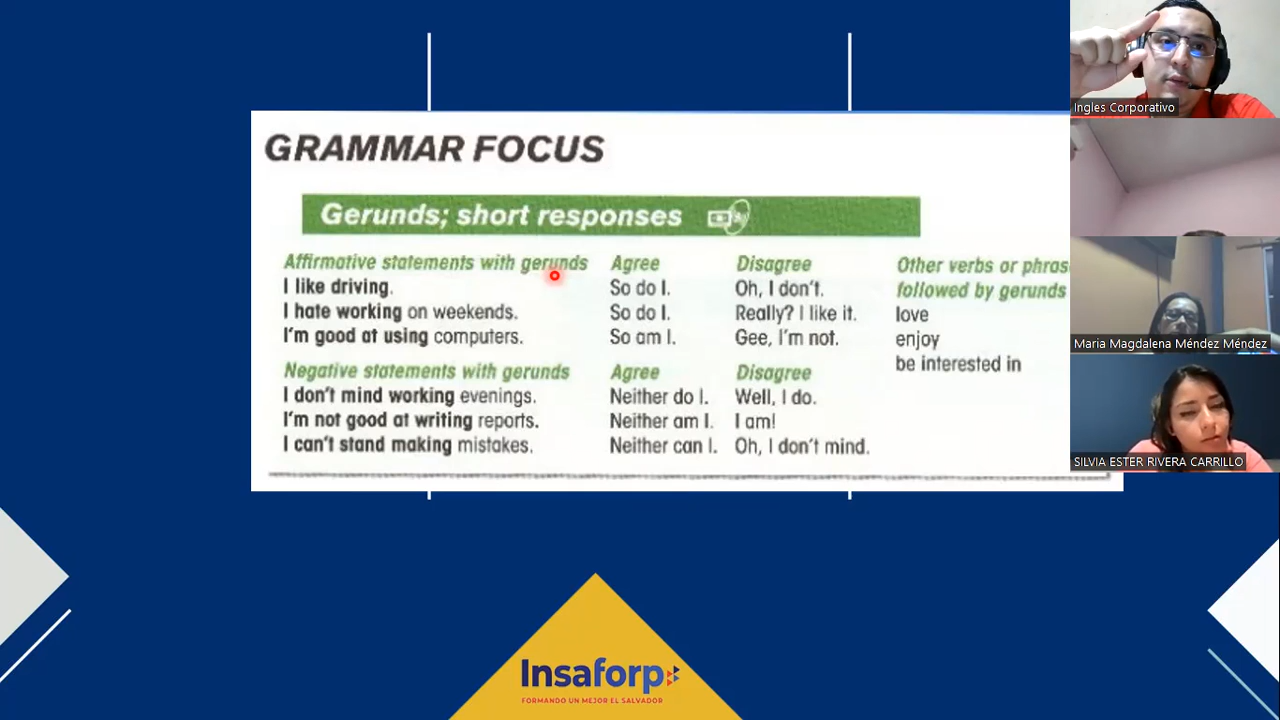 GRAMMAR FOCUS
Gerunds; short responses
Affirmative statements with gerunds Agree Disagree
I like driving. So do I. Oh, I don't.
I hate working on weekends. So do I. Really? I like it.
I'm good at using computers. So am I. Gee, I'm not.
Negative statements with gerunds Agree Disagree
I don't mind working evenings. Neither do I. Well, I do.
I'm not good at writing reports. Neither am I. I am!
I can't stand making mistakes. Neither can I. Oh, I don't mind.
Other verbs or phras
followed by gerunds
love
enjoy
be interested in
Ingles Corporativo
Maria Magdalena Méndez Méndez
SILVIA ESTER RIVERA CARRILLO
Insaforp
FORMANDO UN MEJOR EL SALVADOR